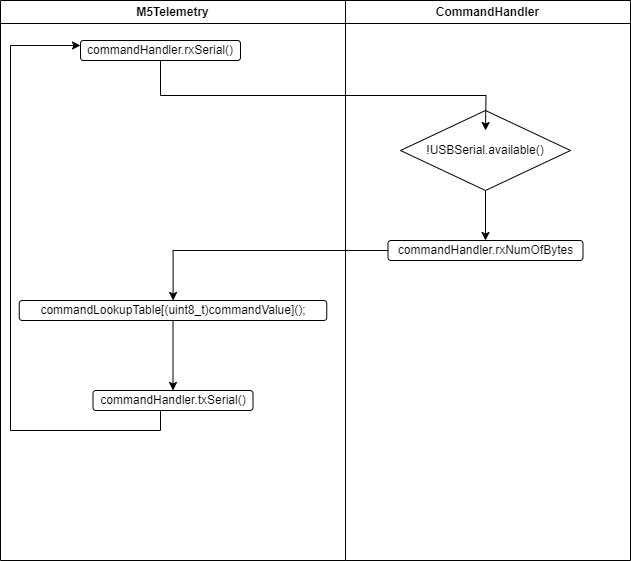 M5Telemetry
CommandHandler
commandHandler.rxSerial()
!USBSerial.available()
commandHandler.rxNumOfBytes
commandLookupTable[(uint8_t)commandValue]();
commandHandler.txSerial()